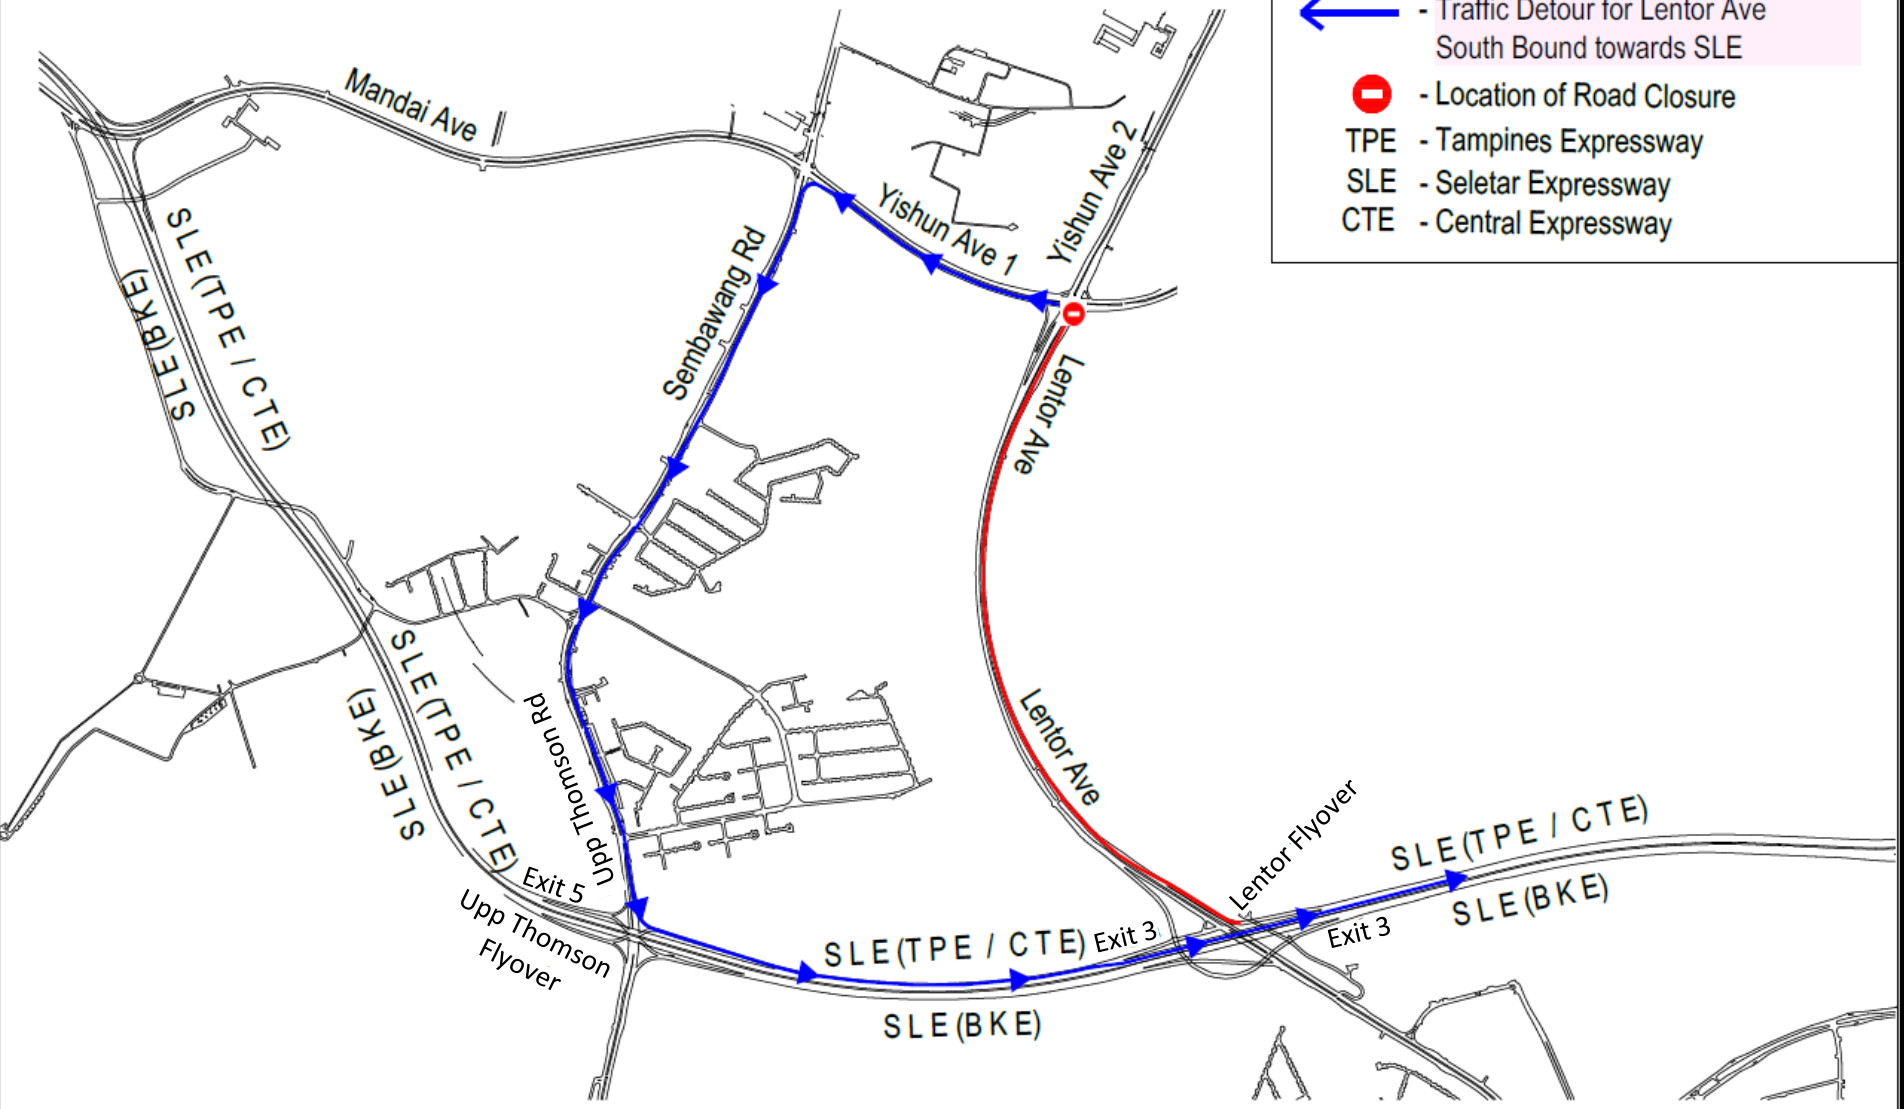 - Traffic Detour for Lentor Ave
South Bound towards SLE
- Location of Road Closure
TPE - Tampines Expressway
SLE - Seletar Expressway
CTE - Central Expressway
Mandai Ave
Yishun Ave 2
Yishun Ave 1
SLE(TPE / CTE)
SLE(BKE)
Sembawang Rd
Lentor Ave
SLE(TPE / CTE)
SLE(BKE)
Upp Thomson Rd
Lentor Ave
Lentor Flyover
SLE(TPE / CTE)
SLE(BKE)
Exit 5
Upp Thomson
Flyover
SLE(TPE / CTE)
Exit 3
Exit 3
SLE(BKE)